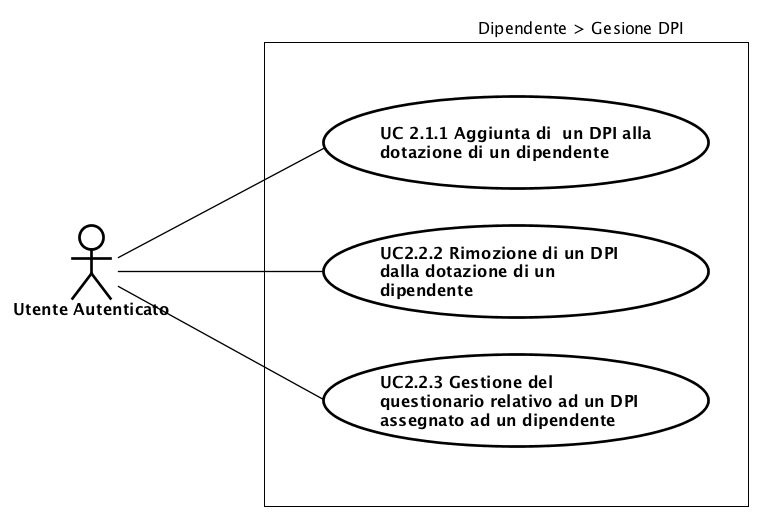 Dipendente > Gesione DPI
UC 2.1.1 Aggiunta di un DPI alla
dotazione di un dipendente
UC2.2.2 Rimozione di un DPI
dalla dotazione di un
dipendente
Utente Autenticato
UC2.2.3 Gestione del
questionario relativo ad un DPI
assegnato ad un dipendente